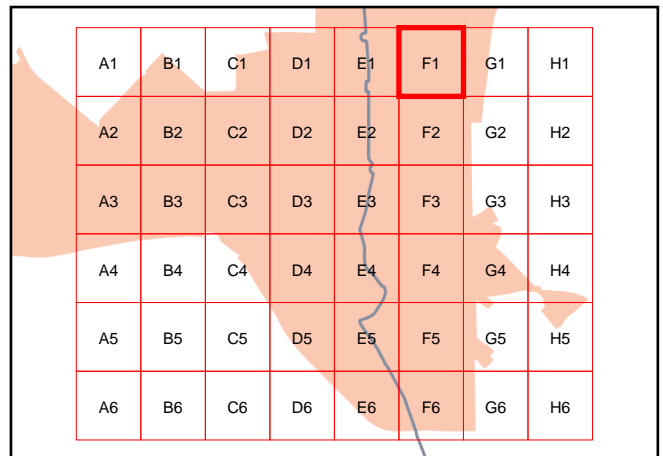 A1 B1 C1 D1 E1 F1 G1 H1
A2 B2 C2 D2 E2 F2 G2 H2
A3 B3 C3 D3 E3 F3 G3 H3
A4 B4 C4 D4 E4 F4 G4 H4
A5 B5 C5 D5 E5 F5 G5 H5
A6 B6 C6 D6 E6 F6 G6 H6